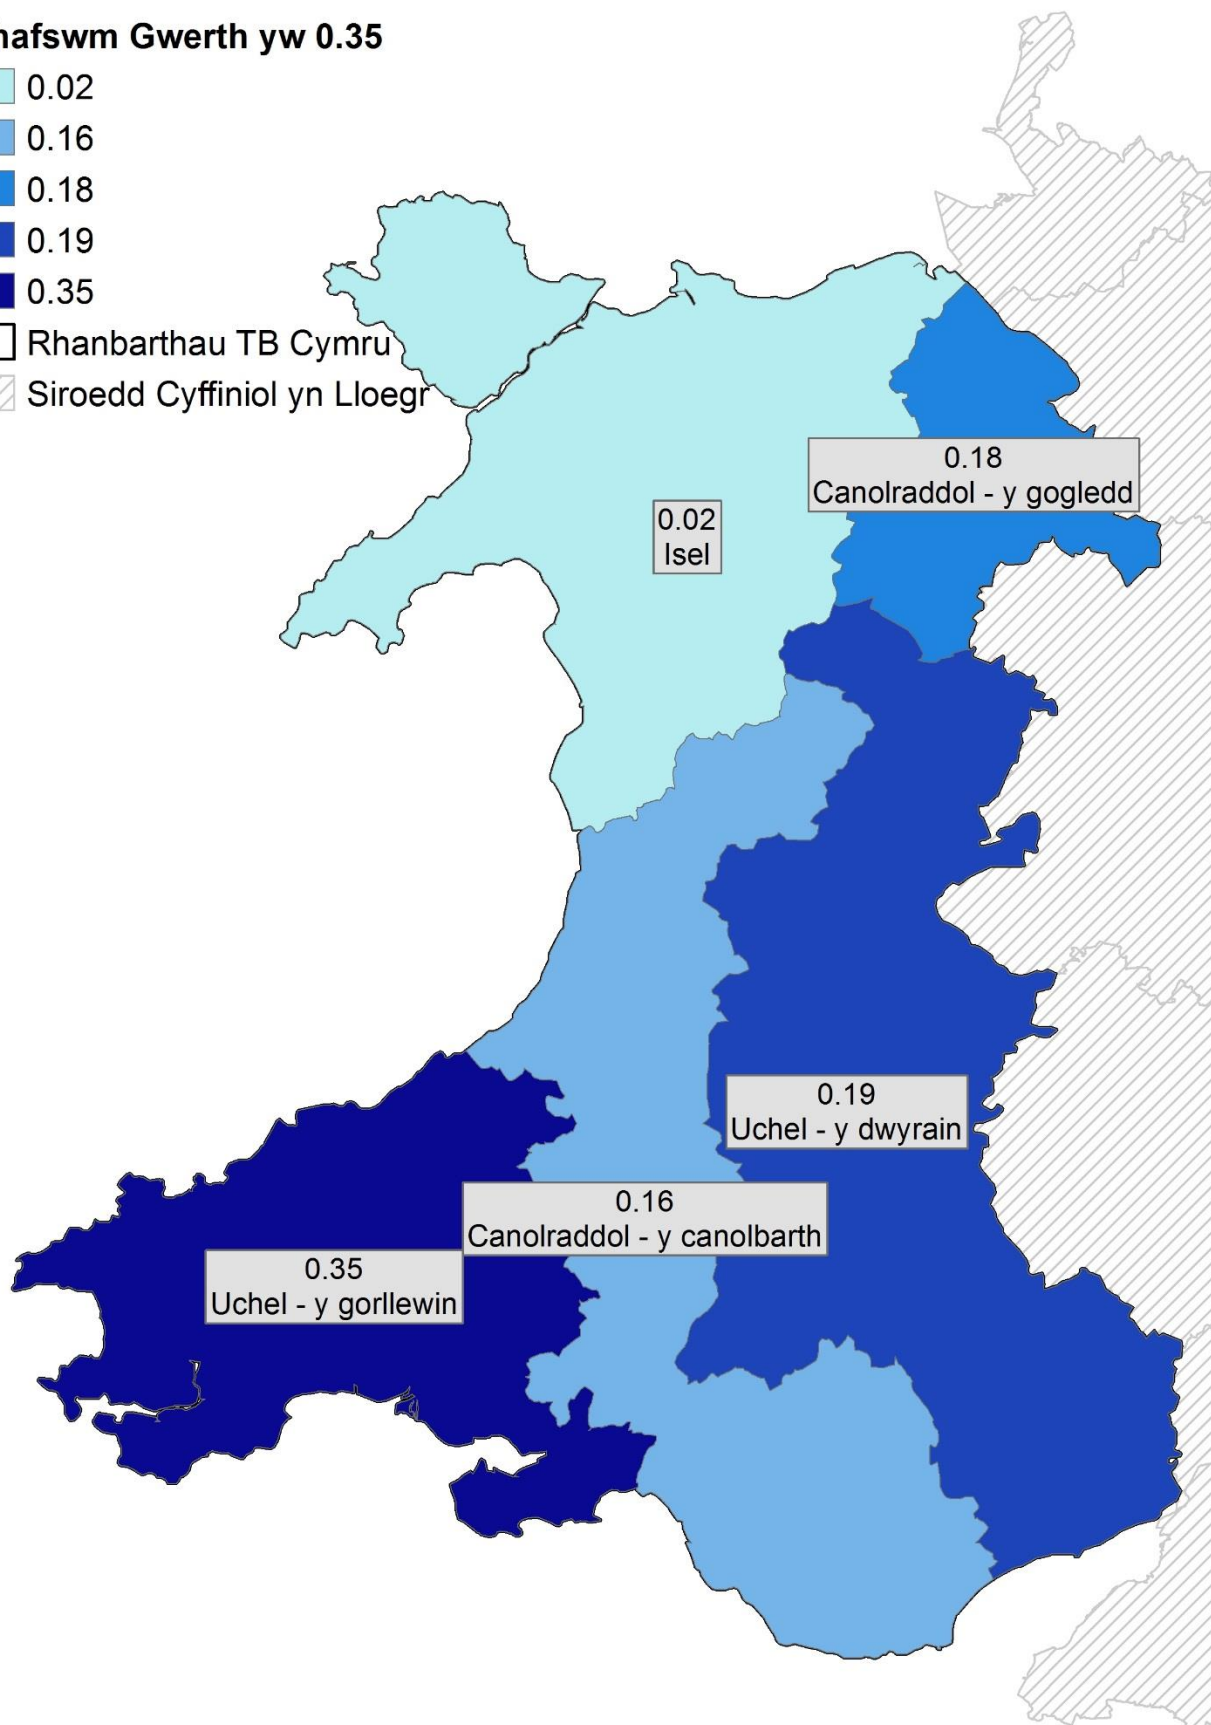 hafswm Gwerth yw 0.35
0.02
0.16
0.18
0.19
0.35
Rhanbarthau TB Cymru
Siroedd Cyffiniol yn Lloegr
0.18
Canolraddol - y gogledd
0.02
Isel
0.19
Uchel - y dwyrain
0.16
Canolraddol - y canolbarth
0.35
Uchel - y gorllewin